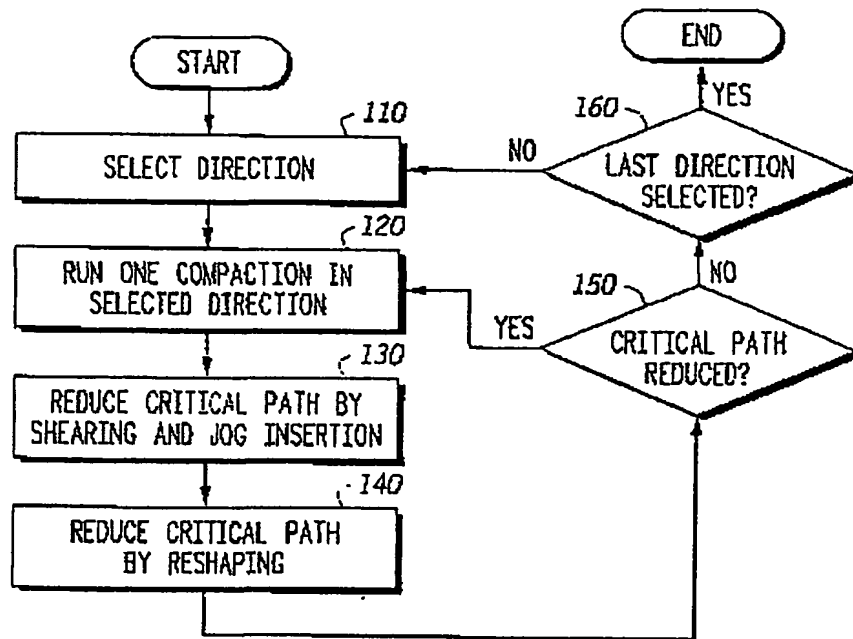 START
110
SELECT DIRECTION
120
RUN ONE COMPACTION IN
SELECTED DIRECTION
130
REDUCE CRITICAL PATH BY
SHEARING AND JOG INSERTION
140
REDUCE CRITICAL PATH
BY RESHAPING
END
YES
160
NO
LAST DIRECTION
SELECTED?
NO
150
YES
CRITICAL PATH
REDUCED?